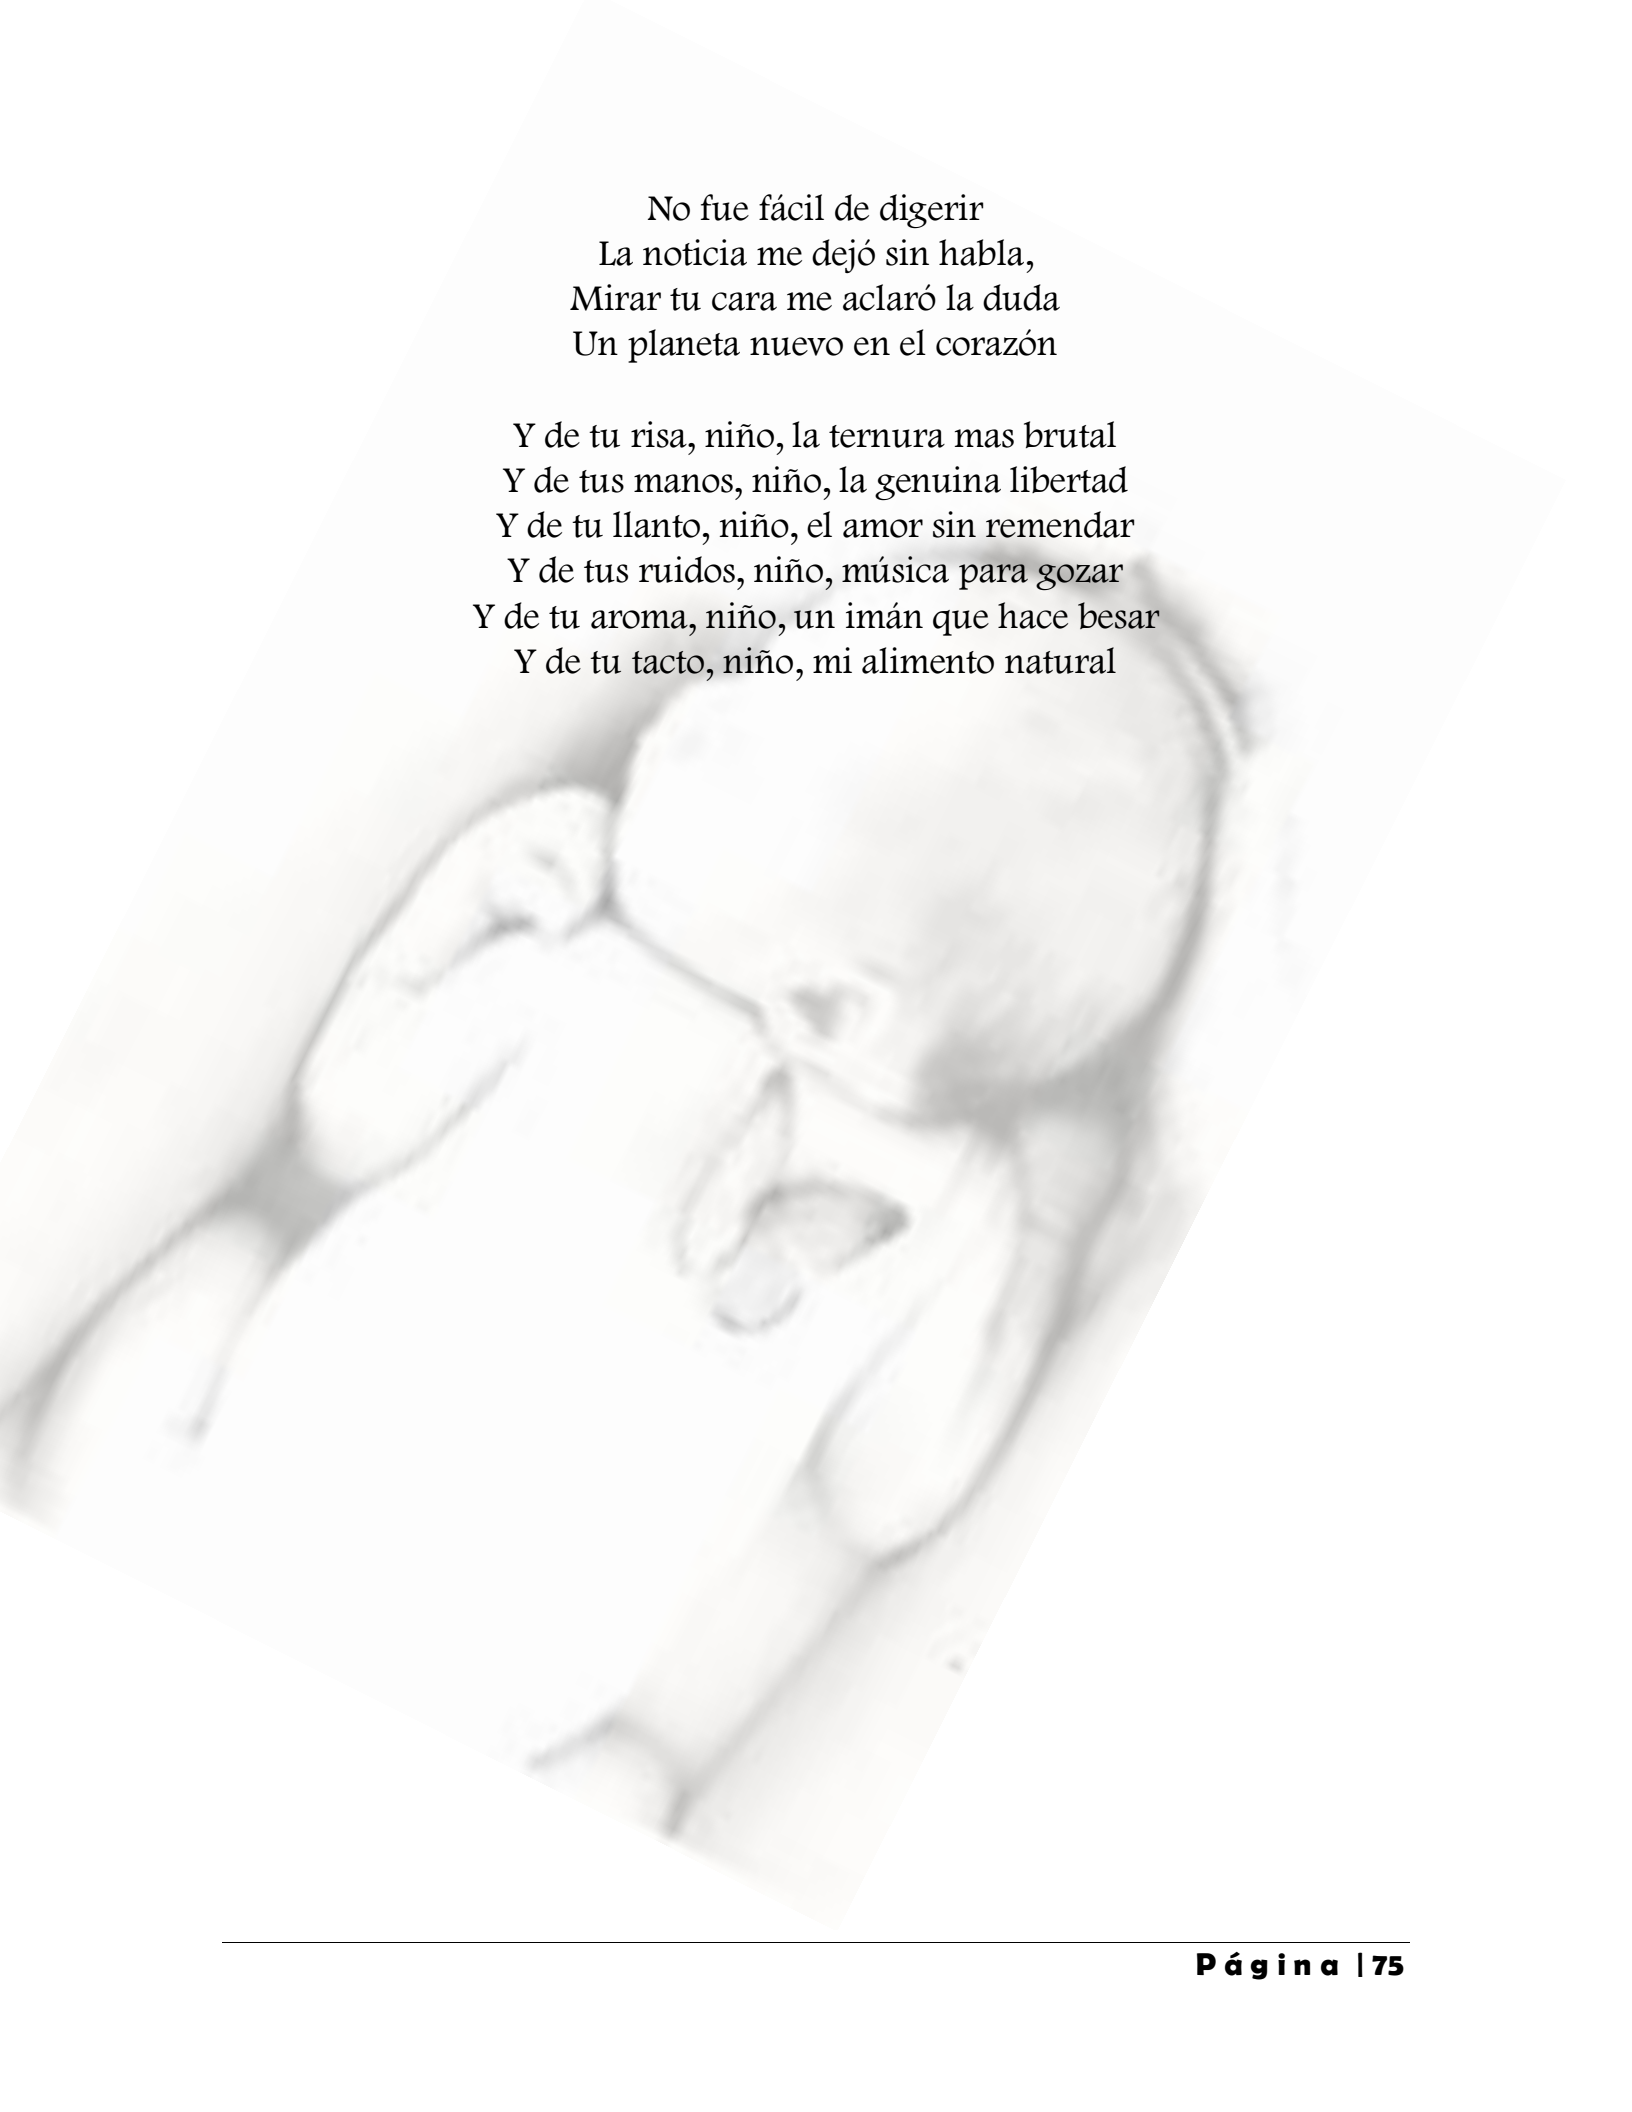 No fue fácil de digerir
La noticia me dejó sin habla,
Mirar tu cara me aclaró la duda
Un planeta nuevo en el corazón
Y de tu risa, niño, la ternura mas brutal
Y de tus manos, niño, la genuina libertad
Y de tu llanto, niño, el amor sin remendar
Y de tus ruidos, niño, música para gozar
Y de tu aroma, niño, un imán que hace besar
Y de tu tacto, niño, mi alimento natural
Página | 75